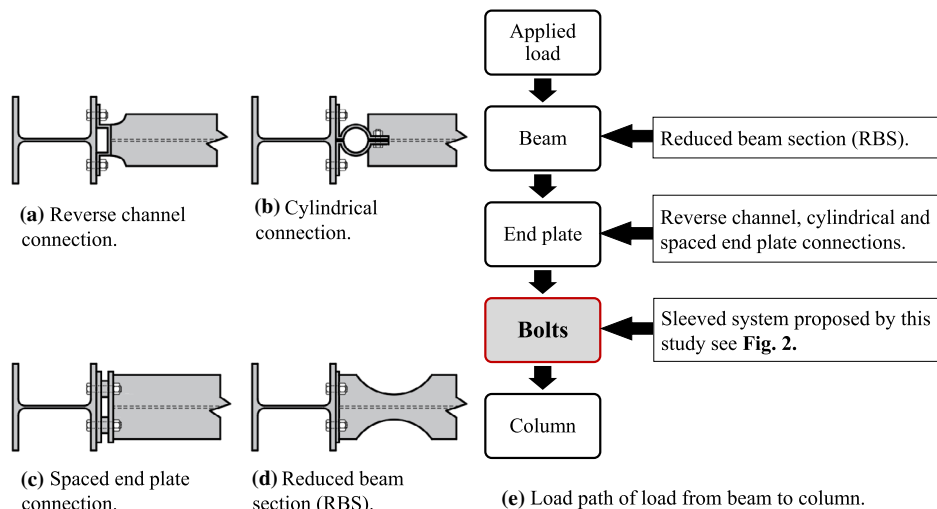 Applied
load
Beam
Reduced beam section (RBS).
(a) Reverse channel
connection.
(b) Cylindrical
connection.
End plate
Reverse channel, cylindrical and
spaced end plate connections.
Bolts
Sleeved system proposed by this
study see Fig. 2.
Column
(c) Spaced end plate
connection.
(d) Reduced beam
section (RBS).
(e) Load path of load from beam to column.